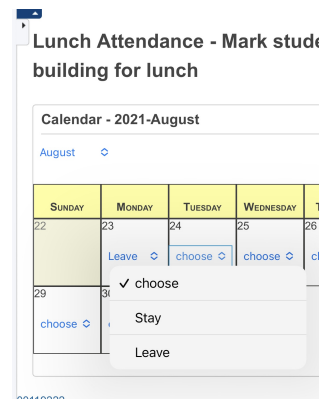 Lunch Attendance - Mark stude
building for lunch
Calendar - 2021-August
August
Sunday Monday Tuesday Wednesday T
22 23 24 25 26
Leave choose choose
29
choose
choose
Stay
Leave